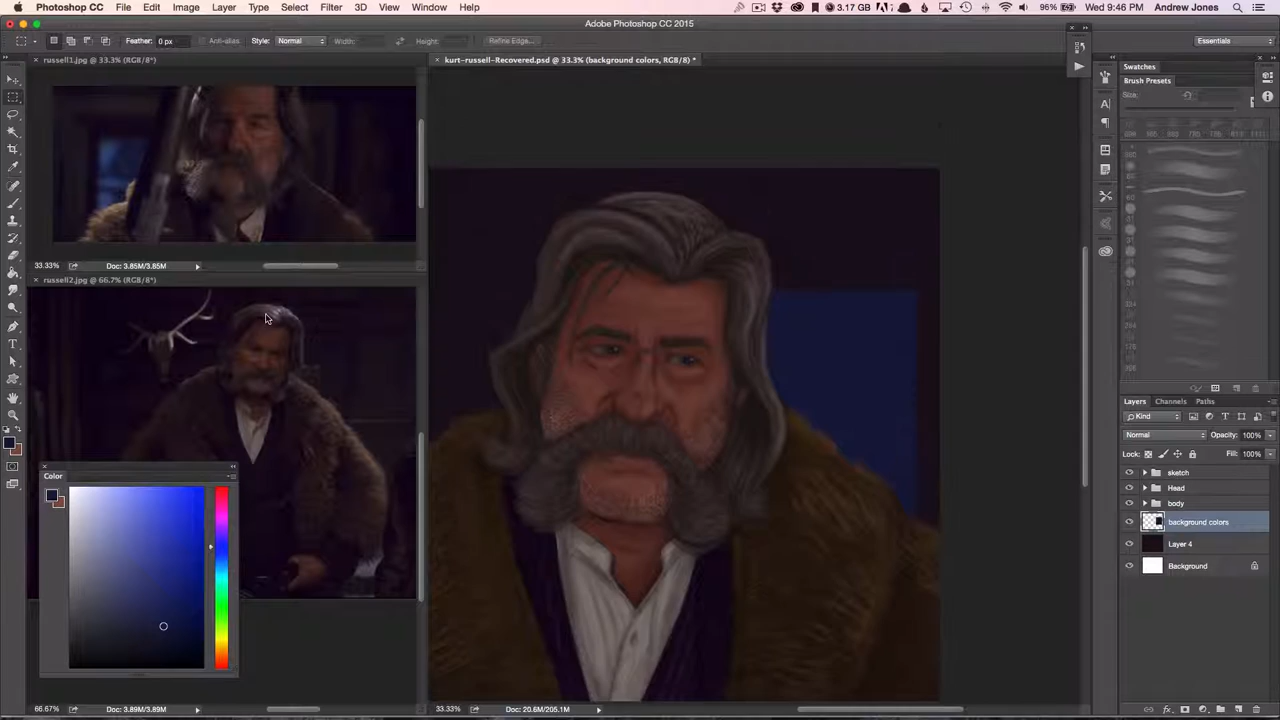 Photoshop CC File Edit Image Layer Type Select Filter 3D View Window Help 3.17 GB 96% Wed 9:46 PM Andrew Jones
Adobe Photoshop CC 2015
Feather: 0 px Anti-alias Style: Normal Width: Height: Refine Edge... Essentials
russell1.jpg @ 33.3% (RGB/8*)
kurt-russell-Recovered.psd @ 33.3% (background colors, RGB/8) *
Swatches
Brush Presets
Size:
33.33% Doc: 3.85M/3.85M
russell2.jpg @ 66.7% (RGB/8*)
Layers Channels Paths
Kind
Normal Opacity: 100%
Lock: Fill: 100%
sketch
Head
body
background colors
Layer 4
Background
Color
66.67% Doc: 3.89M/3.89M
33.33% Doc: 20.6M/205.1M